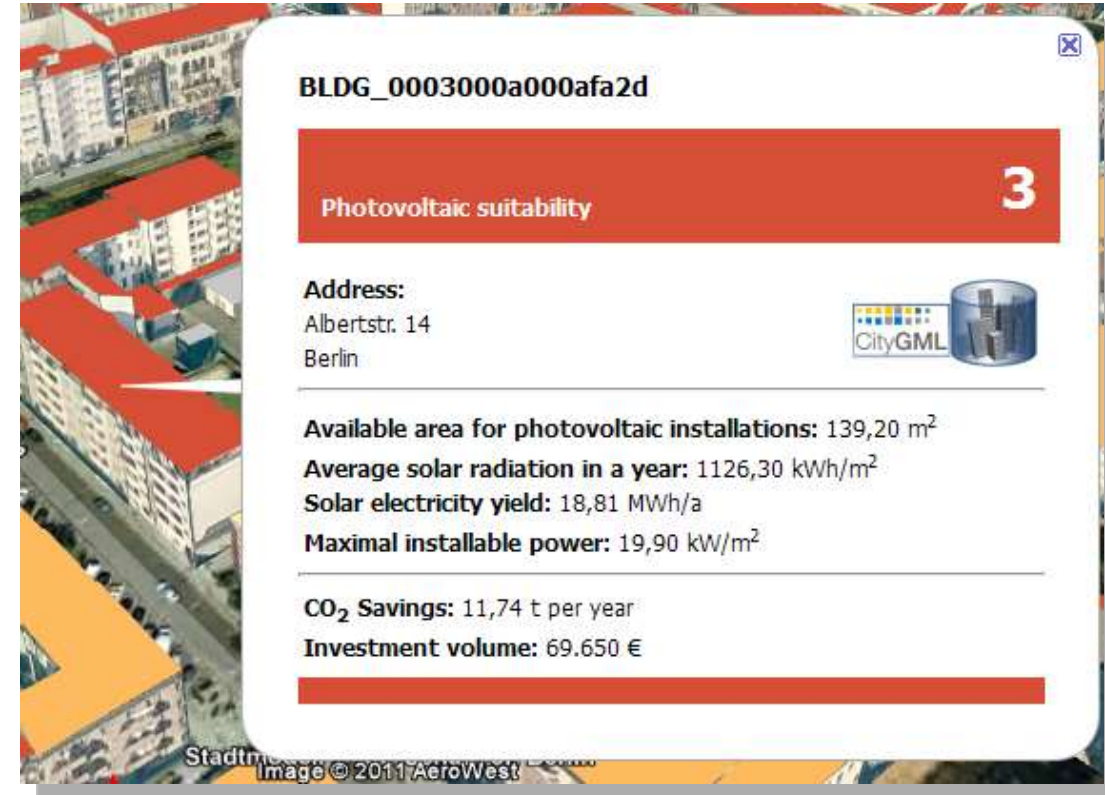 BLDG_0003000a000afa2d
Photovoltaic suitability
3
Address:
Albertstr. 14
Berlin
CityGML
Available area for photovoltaic installations: 139,20 m²
Average solar radiation in a year: 1126,30 kWh/m²
Solar electricity yield: 18,81 MWh/a
Maximal installable power: 19,90 kW/m²
CO₂ Savings: 11,74 t per year
Investment volume: 69.650 €
Image © 2011 AeroWest